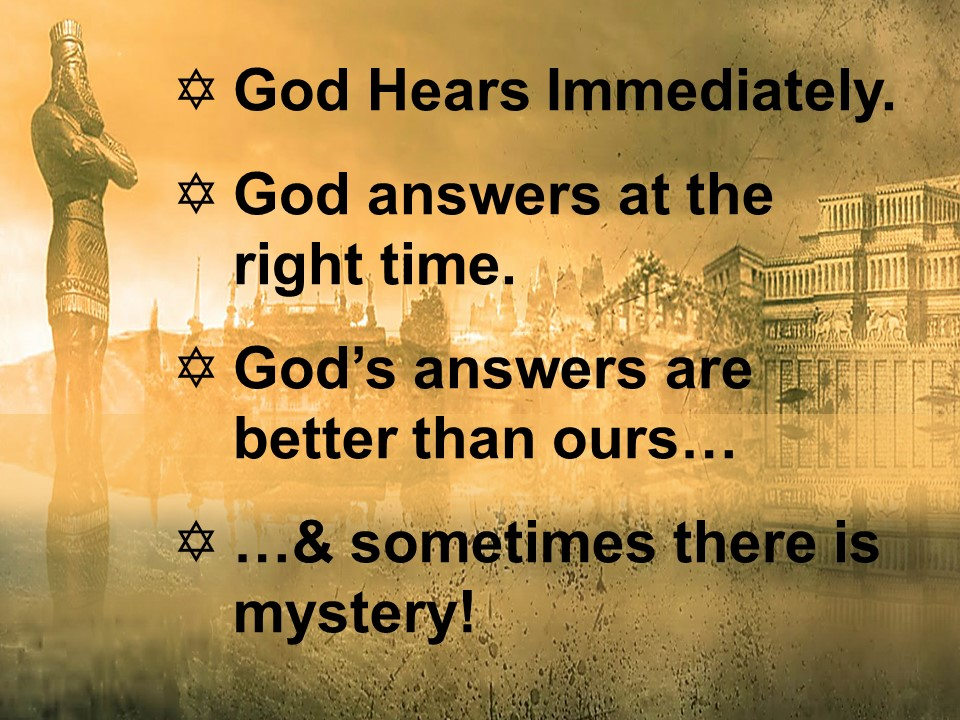 ✡ God Hears Immediately.
✡ God answers at the
right time.
✡ God’s answers are
better than ours…
✡ …& sometimes there is
mystery!